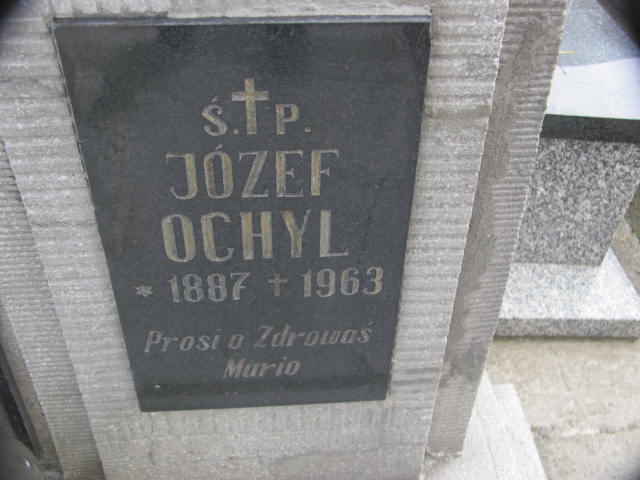 Ś.†P.
JÓZEF
OCHYL
* 1887 † 1963
Prosi o Zdrowaś
Mario